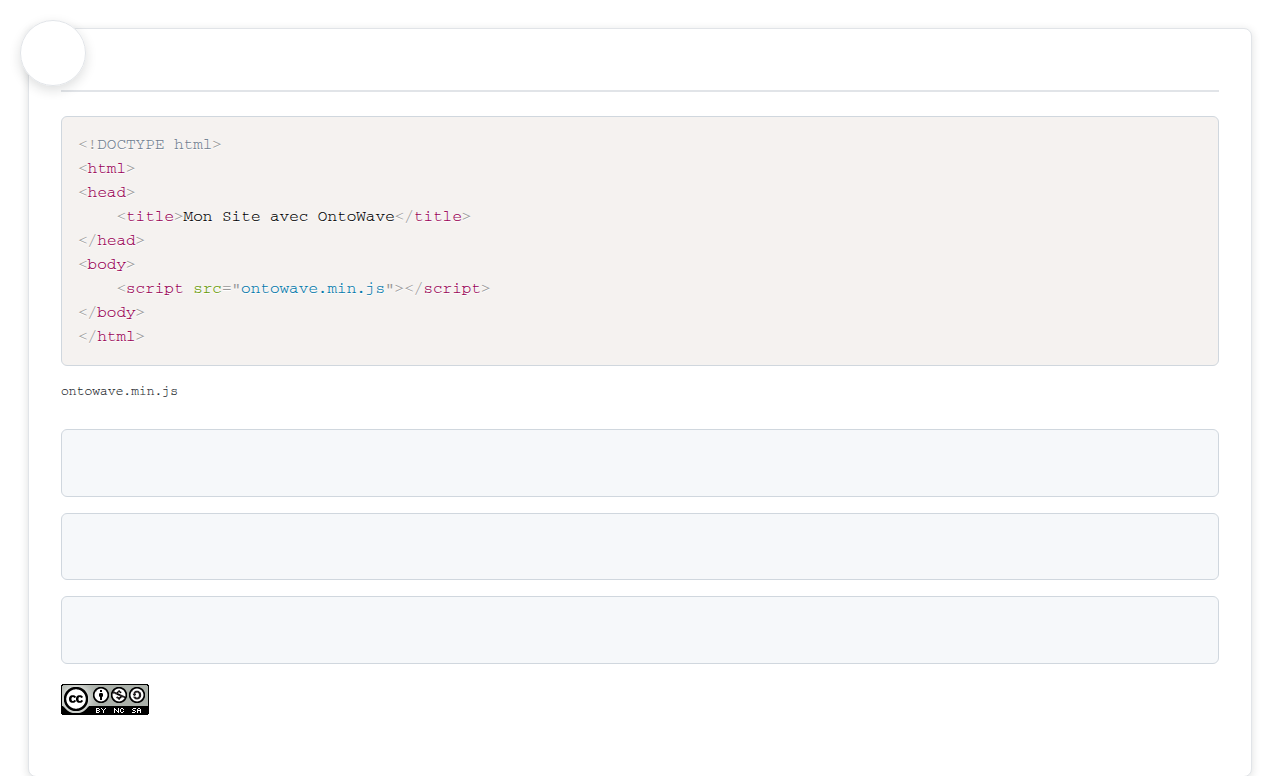 <!DOCTYPE html>
<html>
<head>
    <title>Mon Site avec OntoWave</title>
</head>
<body>
    <script src="ontowave.min.js"></script>
</body>
</html>
ontowave.min.js
cc BY NC SA